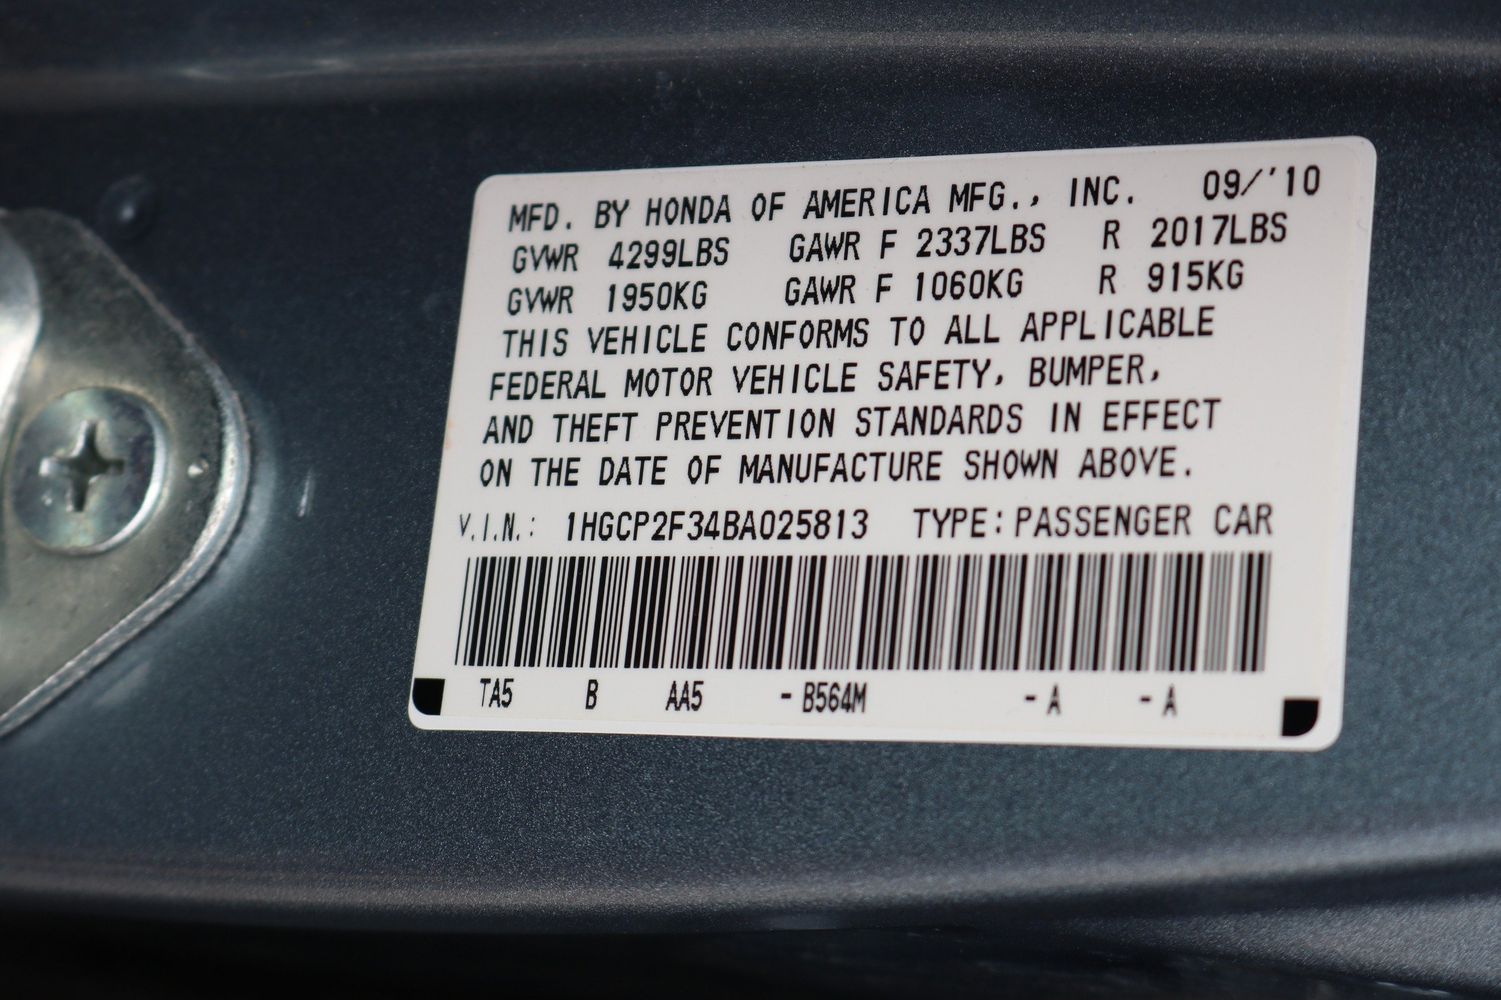 MFD. BY HONDA OF AMERICA MFG., INC. 09/'10
GVWR 4299LBS GAWR F 2337LBS R 2017LBS
GVWR 1950KG GAWR F 1060KG R 915KG
THIS VEHICLE CONFORMS TO ALL APPLICABLE
FEDERAL MOTOR VEHICLE SAFETY, BUMPER,
AND THEFT PREVENTION STANDARDS IN EFFECT
ON THE DATE OF MANUFACTURE SHOWN ABOVE.
V.I.N.: 1HGCP2F34BA025813 TYPE: PASSENGER CAR
TA5 B AA5 - B564M - A - A